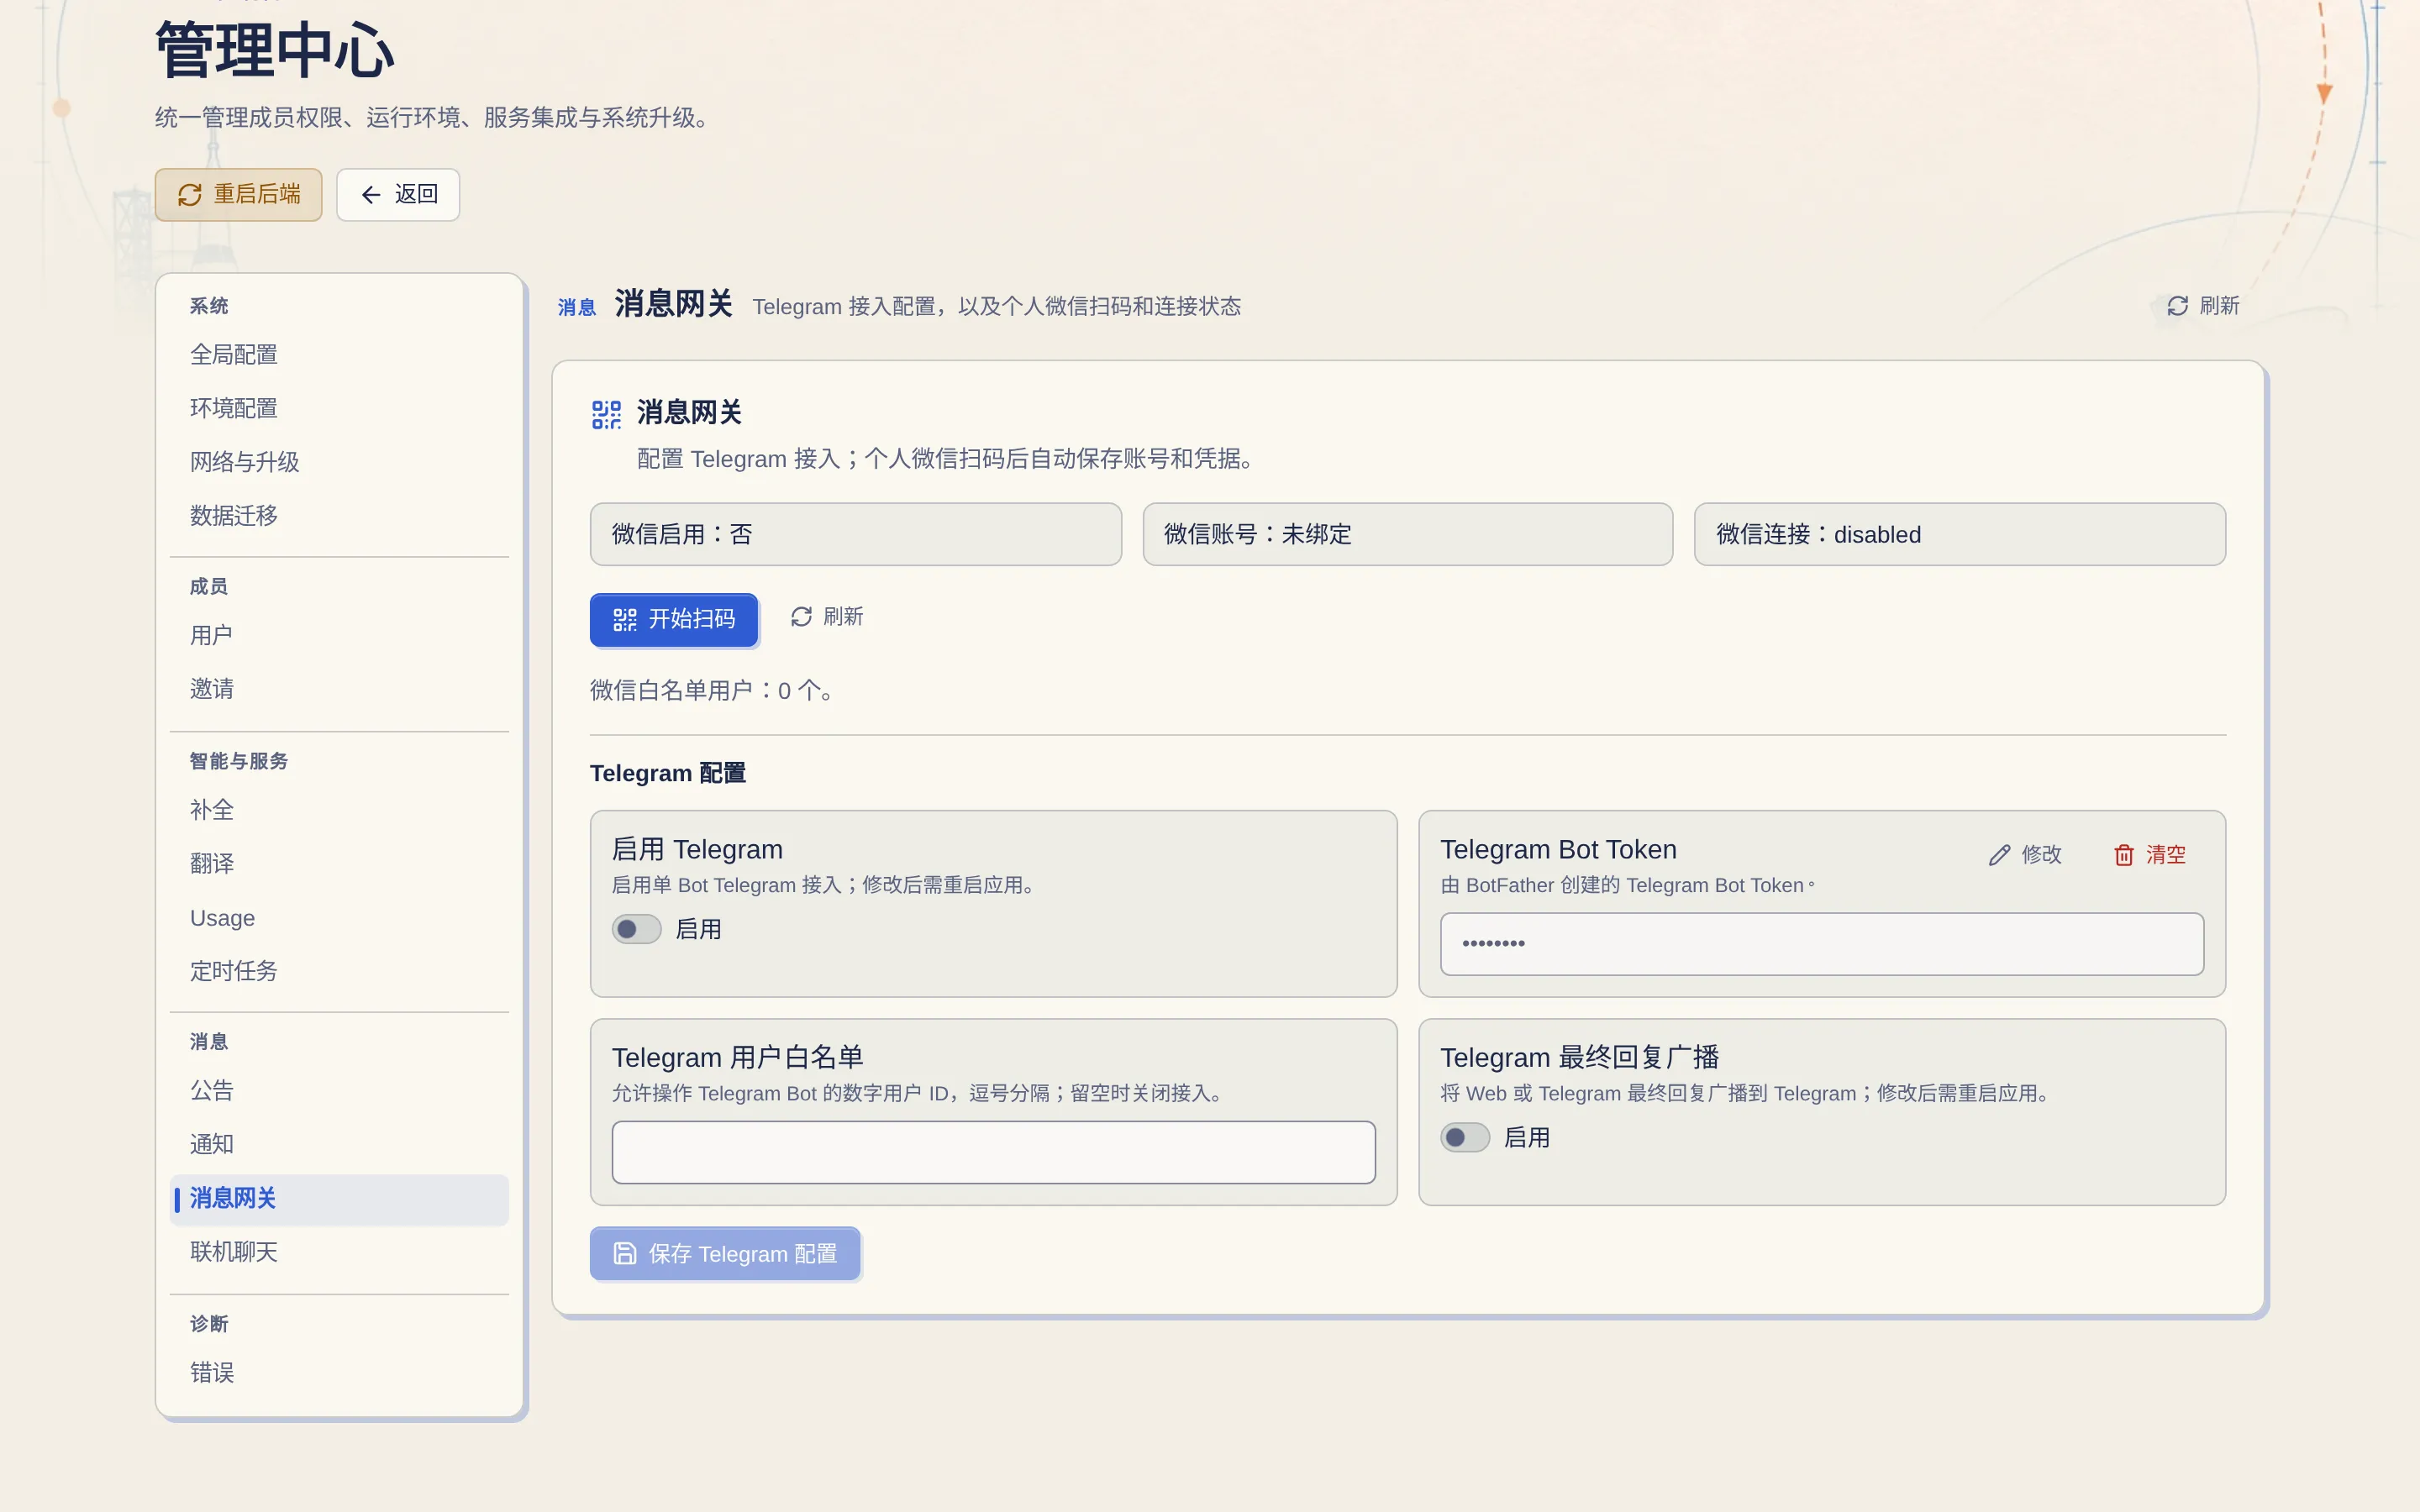 管理中心
统一管理成员权限、运行环境、服务集成与系统升级。
重启后端
返回
系统
全局配置
环境配置
网络与升级
数据迁移
成员
用户
邀请
智能与服务
补全
翻译
Usage
定时任务
消息
公告
通知
消息网关
联机聊天
诊断
错误
消息 消息网关 Telegram 接入配置，以及个人微信扫码和连接状态
刷新
消息网关
配置 Telegram 接入；个人微信扫码后自动保存账号和凭据。
微信启用：否
微信账号：未绑定
微信连接：disabled
开始扫码
刷新
微信白名单用户：0 个。
Telegram 配置
启用 Telegram
启用单 Bot Telegram 接入；修改后需重启应用。
启用
Telegram Bot Token
修改
清空
由 BotFather 创建的 Telegram Bot Token。
••••••••
Telegram 用户白名单
允许操作 Telegram Bot 的数字用户 ID，逗号分隔；留空时关闭接入。
Telegram 最终回复广播
将 Web 或 Telegram 最终回复广播到 Telegram；修改后需重启应用。
启用
保存 Telegram 配置